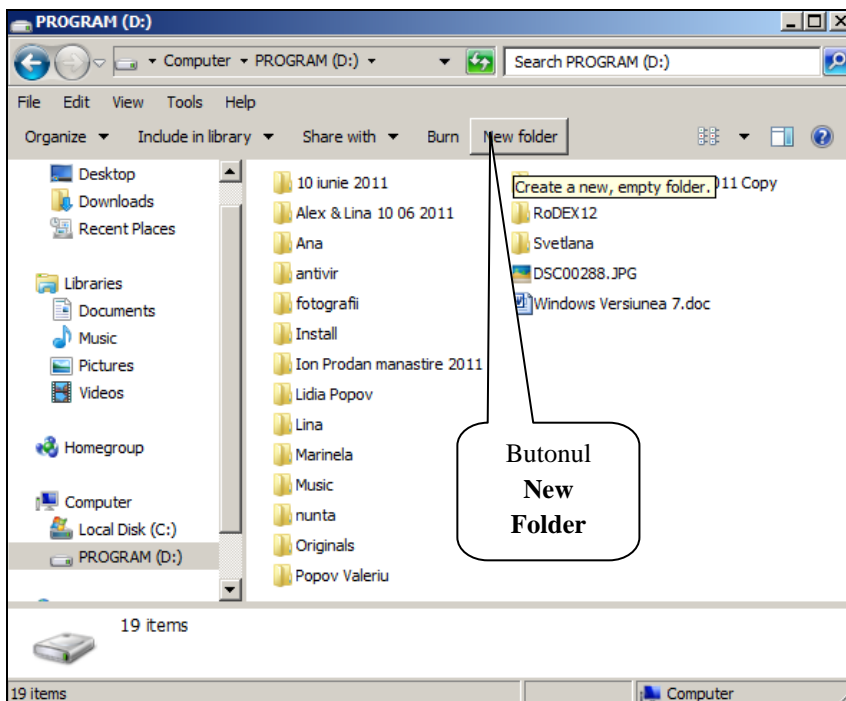 PROGRAM (D:)
Computer PROGRAM (D:) Search PROGRAM (D:)
File Edit View Tools Help
Organize Include in library Share with Burn New folder
Desktop
Downloads
Recent Places
Libraries
Documents
Music
Pictures
Videos
Homegroup
Computer
Local Disk (C:)
PROGRAM (D:)
10 iunie 2011
Alex & Lina 10 06 2011
Ana
antivir
fotografii
Install
Ion Prodan manastire 2011
Lidia Popov
Lina
Marinela
Music
nunta
Originals
Popov Valeriu
Create a new, empty folder. 011 Copy
RoDEX12
Svetlana
DSC00288.JPG
Windows Versiunea 7.doc
Butonul
New
Folder
19 items
19 items Computer